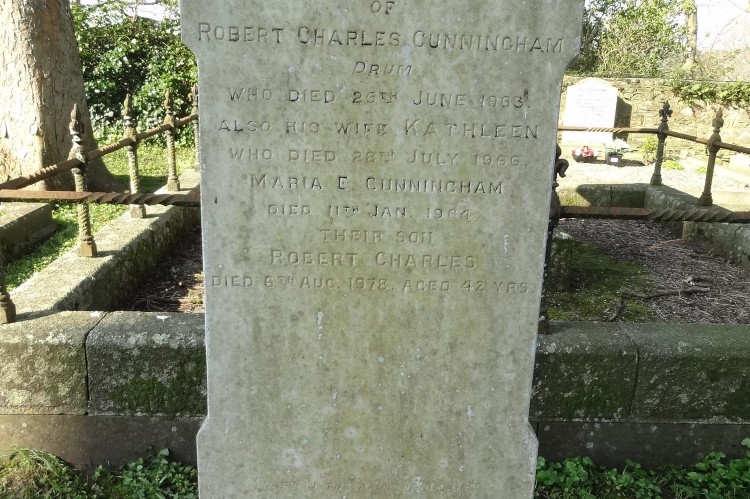 OF
ROBERT CHARLES CUNNINGHAM
DRUM
WHO DIED 25TH JUNE 1963.
ALSO HIS WIFE KATHLEEN
WHO DIED 28TH JULY 1966.
MARIA E. CUNNINGHAM
DIED 11TH JAN. 1964.
THEIR SON
ROBERT CHARLES
DIED 6TH AUG. 1978. AGED 42 YRS.